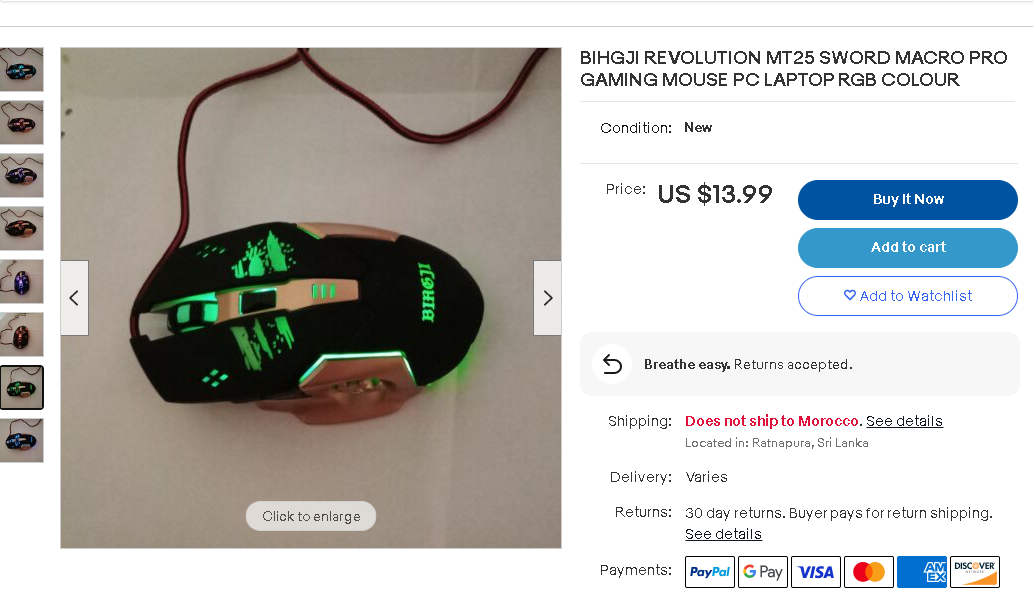 BIHGJI REVOLUTION MT25 SWORD MACRO PRO
GAMING MOUSE PC LAPTOP RGB COLOUR
Condition: New
Price: US $13.99
Buy It Now
Add to cart
Add to Watchlist
Breathe easy. Returns accepted.
Shipping: Does not ship to Morocco. See details
Located in: Ratnapura, Sri Lanka
Delivery: Varies
Returns: 30 day returns. Buyer pays for return shipping.
See details
Payments: PayPal G Pay VISA AM EX DISCOVER NETWORK
BIHGJI
Click to enlarge